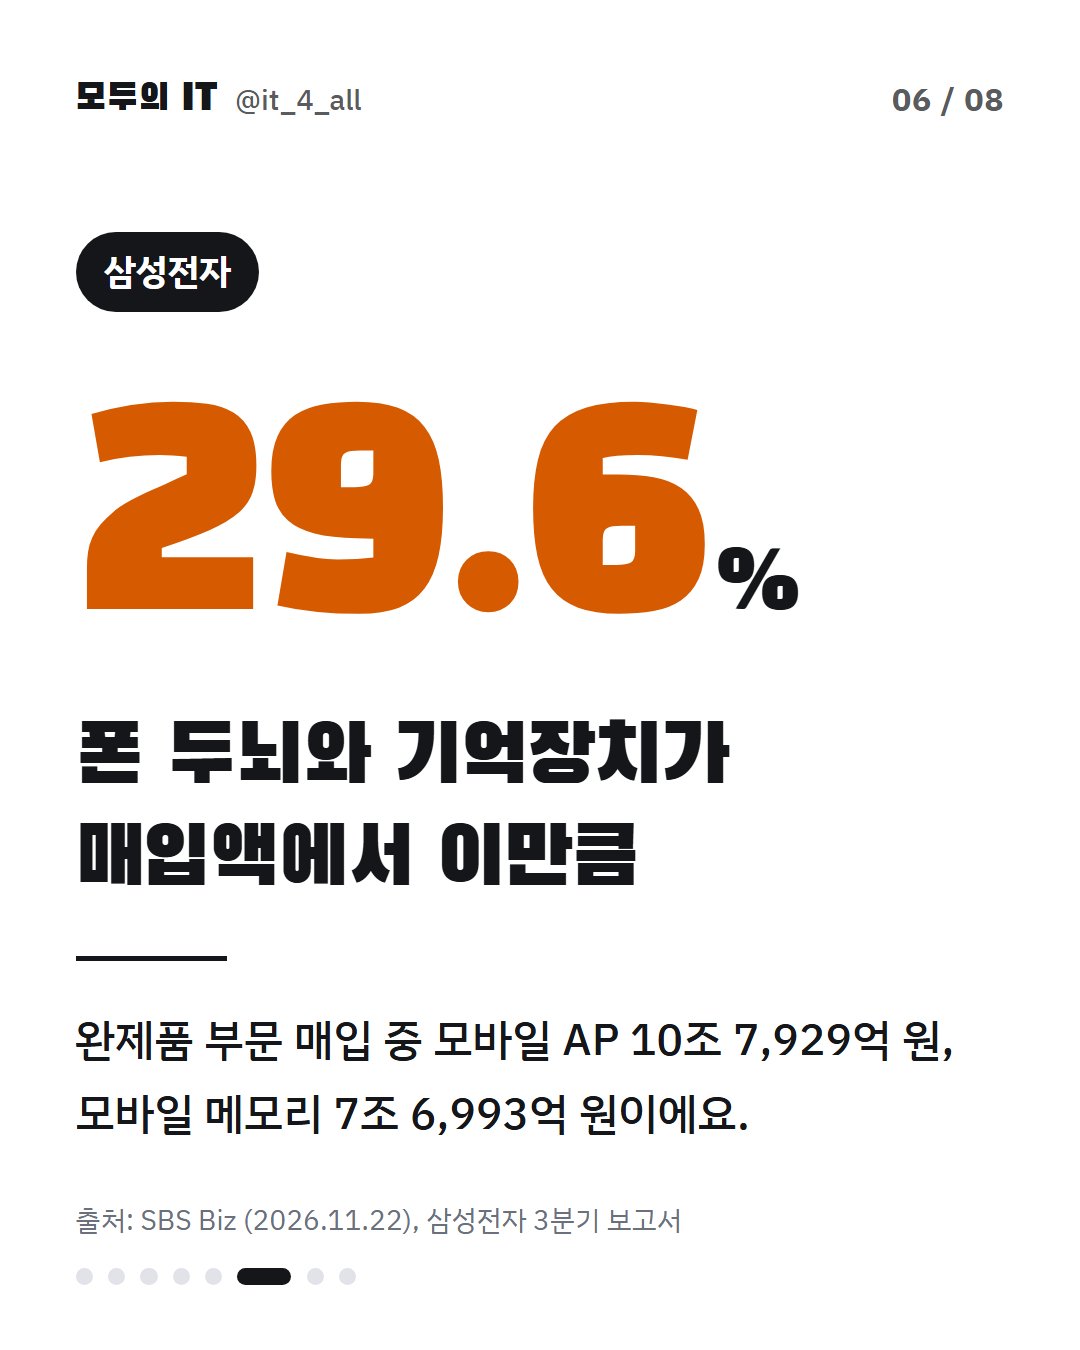 모두의 IT @it_4_all
06 / 08
삼성전자
29.6%
폰 두뇌와 기억장치가
매입액에서 이만큼
완제품 부문 매입 중 모바일 AP 10조 7,929억 원,
모바일 메모리 7조 6,993억 원이에요.
출처: SBS Biz (2026.11.22), 삼성전자 3분기 보고서